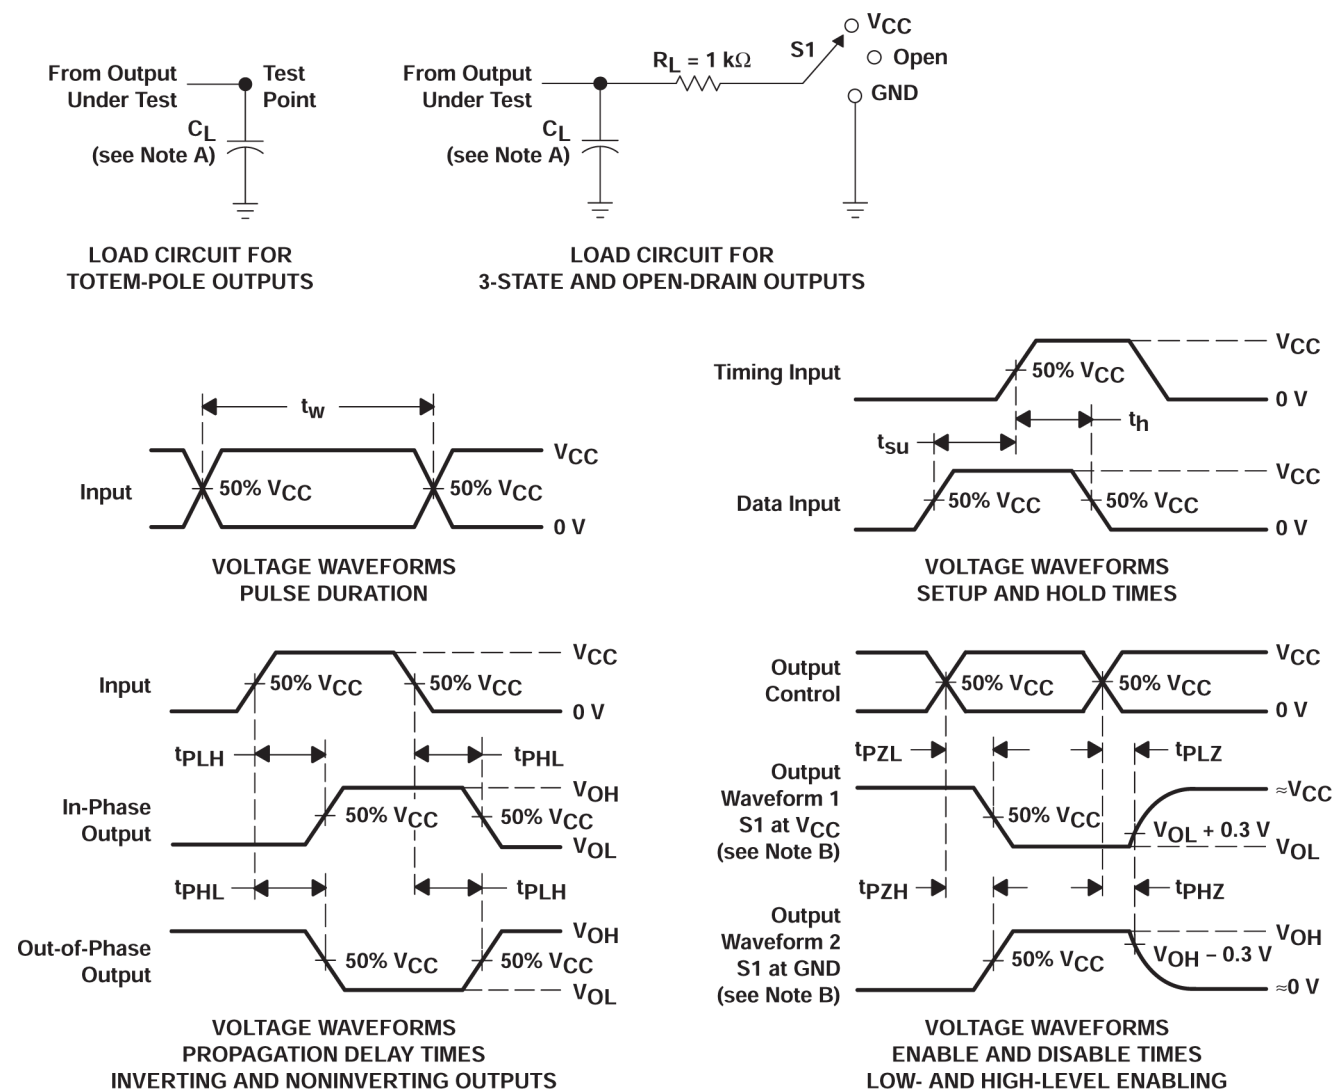 From Output
Under Test
Test
Point
CL
(see Note A)
LOAD CIRCUIT FOR
TOTEM-POLE OUTPUTS
From Output
Under Test
RL = 1 kΩ
S1
VCC
Open
GND
CL
(see Note A)
LOAD CIRCUIT FOR
3-STATE AND OPEN-DRAIN OUTPUTS
tw
Input
50% VCC
50% VCC
VCC
0 V
VOLTAGE WAVEFORMS
PULSE DURATION
Timing Input
50% VCC
VCC
0 V
tsu
th
Data Input
50% VCC
50% VCC
VCC
0 V
VOLTAGE WAVEFORMS
SETUP AND HOLD TIMES
Input
50% VCC
50% VCC
VCC
0 V
tPLH
tPHL
In-Phase
Output
50% VCC
50% VCC
VOH
VOL
tPHL
tPLH
Out-of-Phase
Output
50% VCC
50% VCC
VOH
VOL
VOLTAGE WAVEFORMS
PROPAGATION DELAY TIMES
INVERTING AND NONINVERTING OUTPUTS
Output
Control
50% VCC
50% VCC
VCC
0 V
tPZL
tPLZ
Output
Waveform 1
S1 at VCC
(see Note B)
50% VCC
VOL + 0.3 V
≈VCC
VOL
tPZH
tPHZ
Output
Waveform 2
S1 at GND
(see Note B)
50% VCC
VOH − 0.3 V
VOH
≈0 V
VOLTAGE WAVEFORMS
ENABLE AND DISABLE TIMES
LOW- AND HIGH-LEVEL ENABLING